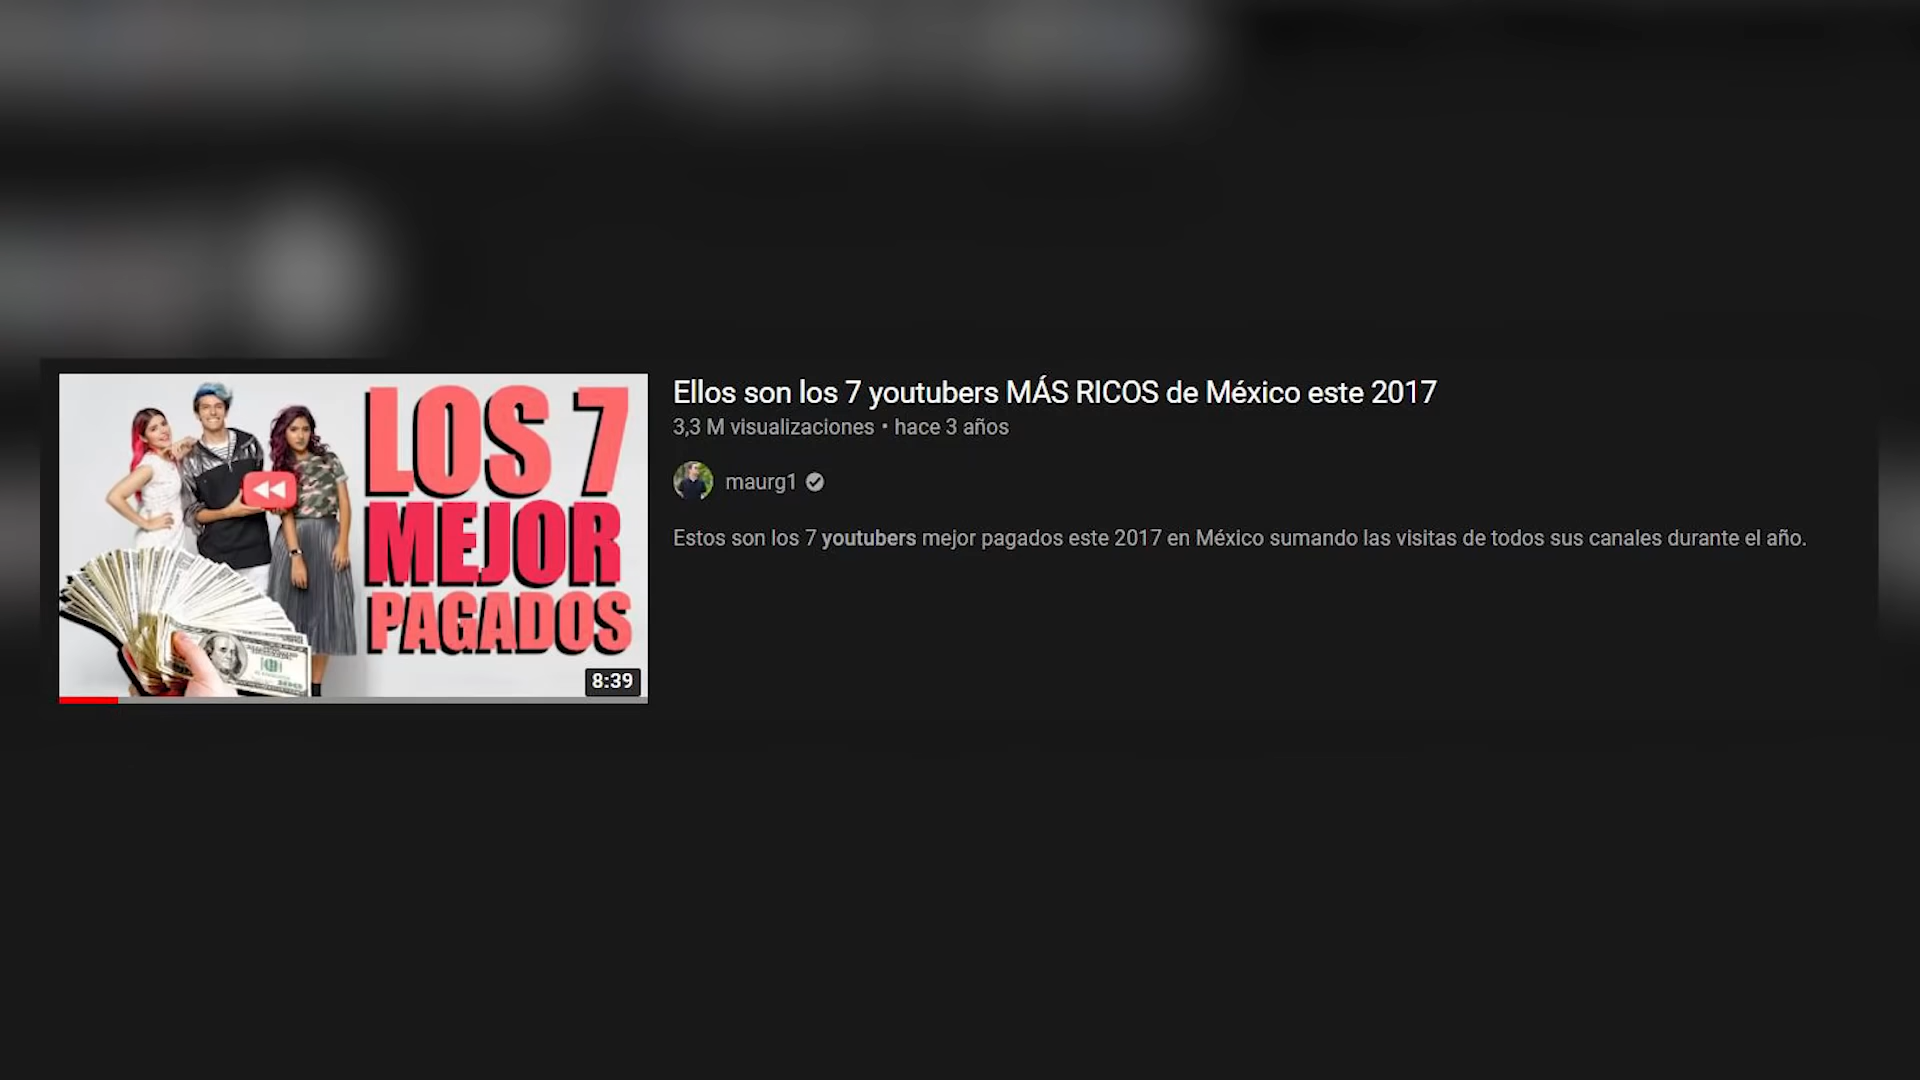 LOS 7
MEJOR
PAGADOS
8:39
Ellos son los 7 youtubers MÁS RICOS de México este 2017
3,3 M visualizaciones • hace 3 años
maurg1
Estos son los 7 youtubers mejor pagados este 2017 en México sumando las visitas de todos sus canales durante el año.